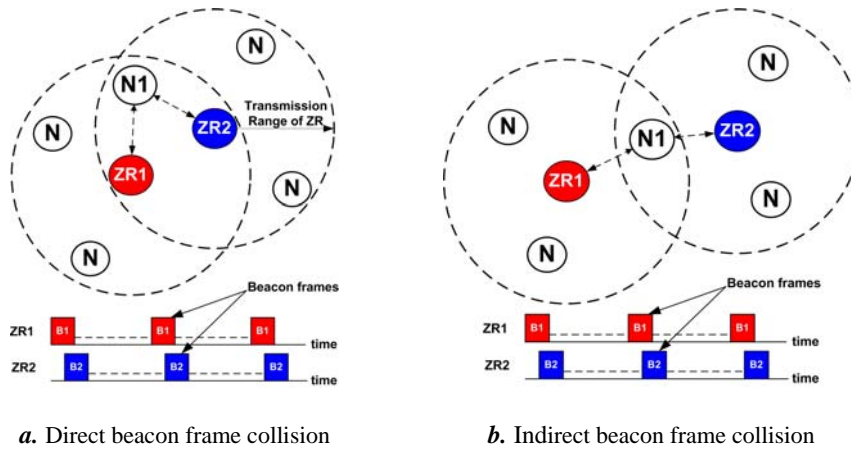 N
N1
N
ZR2
Transmission
Range of ZR
ZR1
N
N
Beacon frames
ZR1
B1
B1
B1
time
ZR2
B2
B2
B2
time
a. Direct beacon frame collision
N
N
N1
ZR2
ZR1
N
N
Beacon frames
ZR1
B1
B1
B1
time
ZR2
B2
B2
B2
time
b. Indirect beacon frame collision